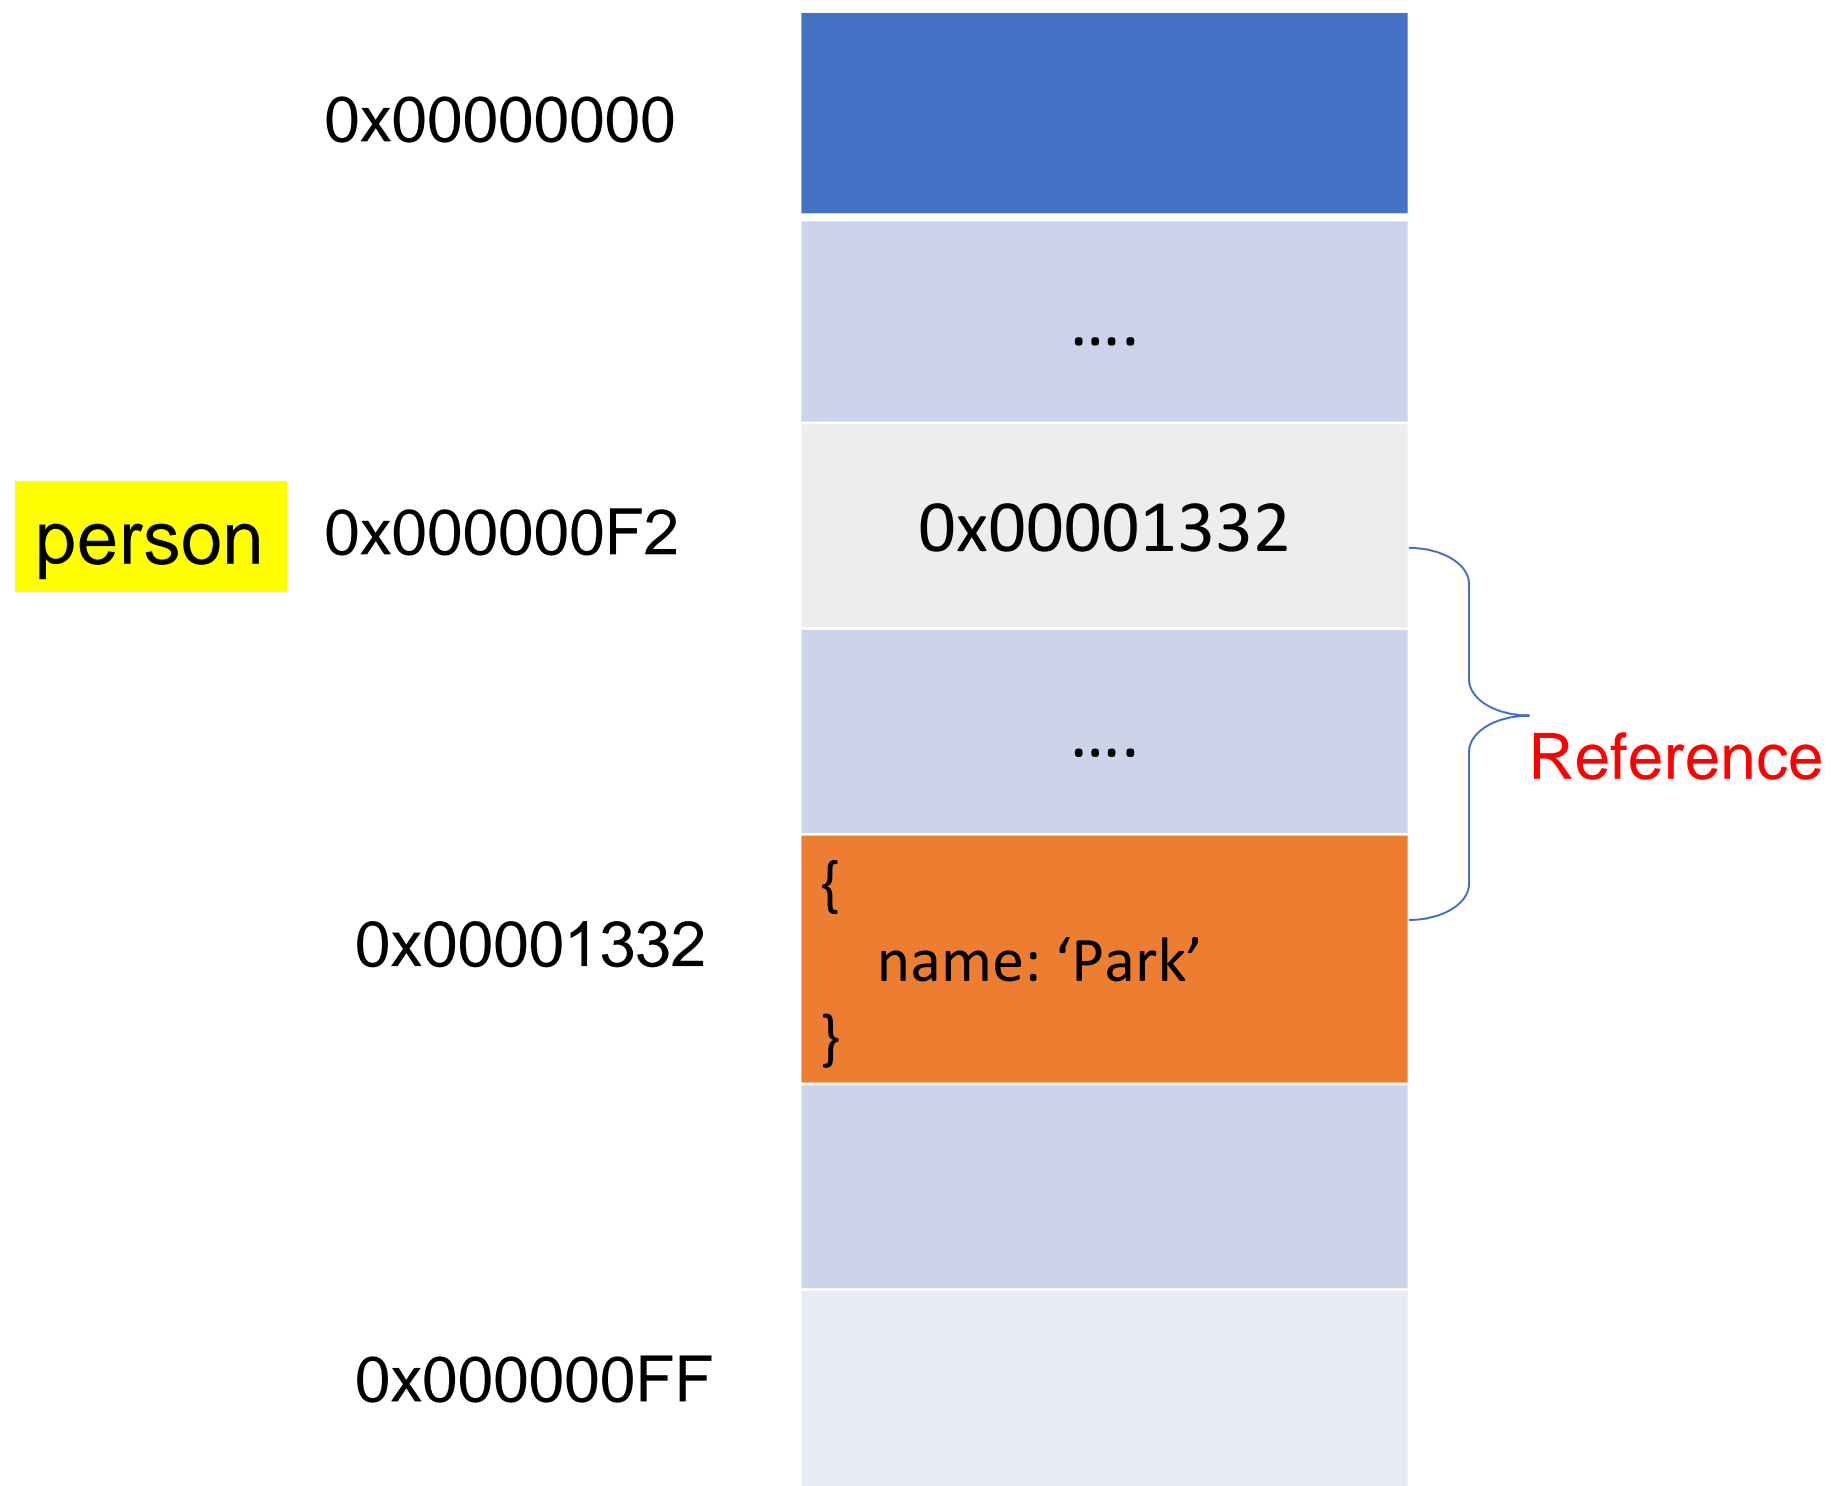 0x00000000
....
person
0x000000F2
0x00001332
....
Reference
0x00001332
{
name: ‘Park’
}
0x000000FF